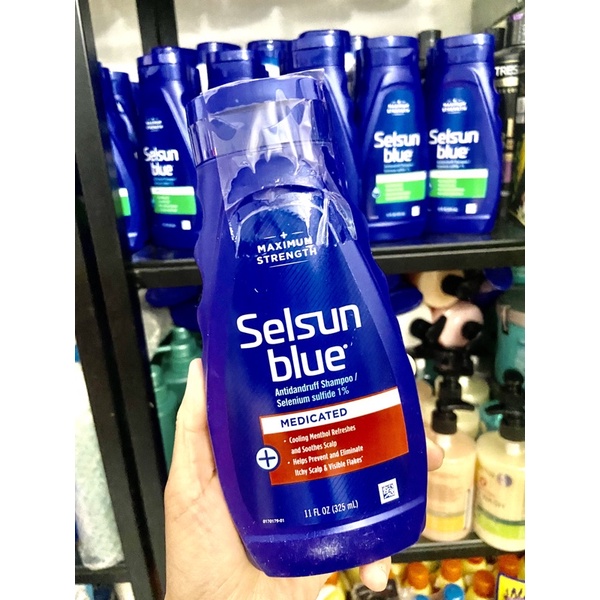 +
MAXIMUM
STRENGTH
Selsun
blue®
Antidandruff Shampoo/
Selenium sulfide 1%
MEDICATED
• Cooling Menthol Refreshes
and Soothes Scalp
• Helps Prevent and Eliminate
Itchy Scalp & Visible Flakes*
11 FL OZ (325 mL)
Selsun
blue
Selsun
blue
Selsun
blue
TRES